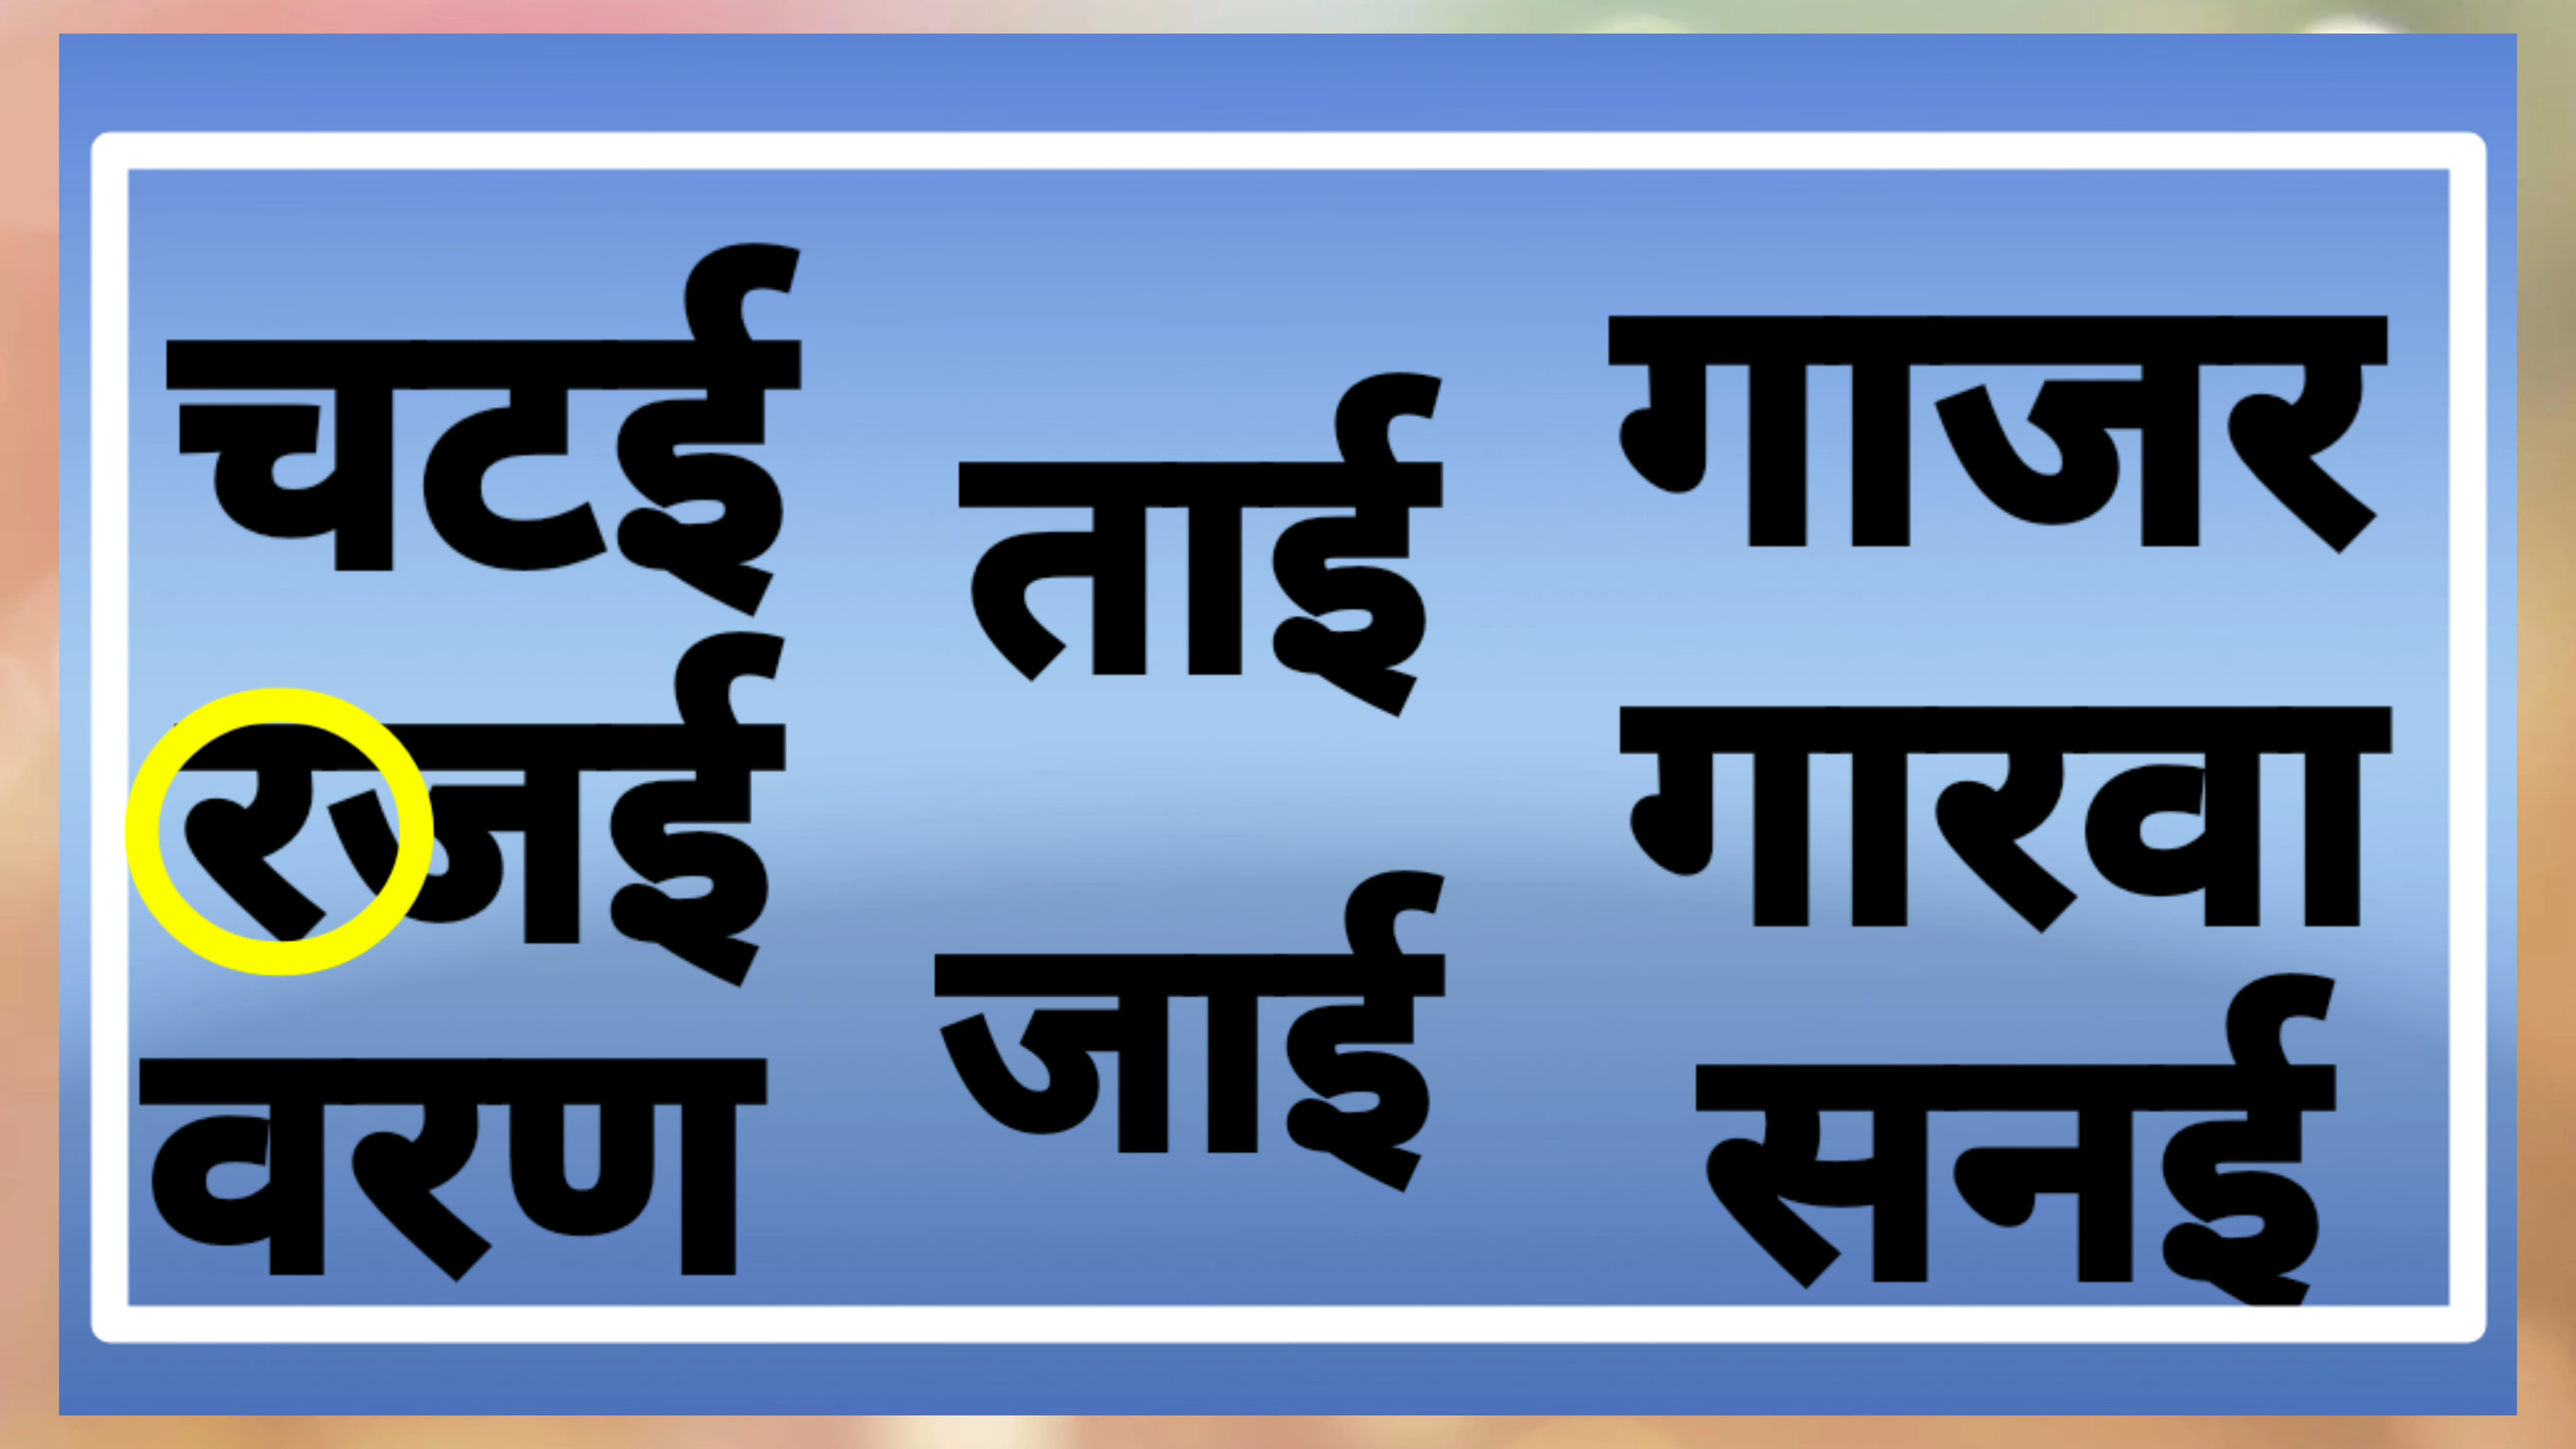 चटई
रजई
वरण
ताई
जाई
गाजर
गारवा
सनई